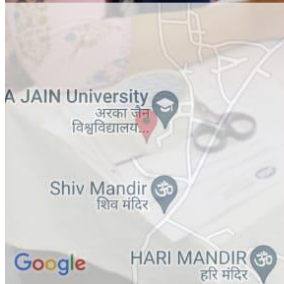 A JAIN University
अरका जैन
विश्वविद्यालय...
Shiv Mandir
शिव मंदिर
Google
HARI MANDIR
हरि मंदिर